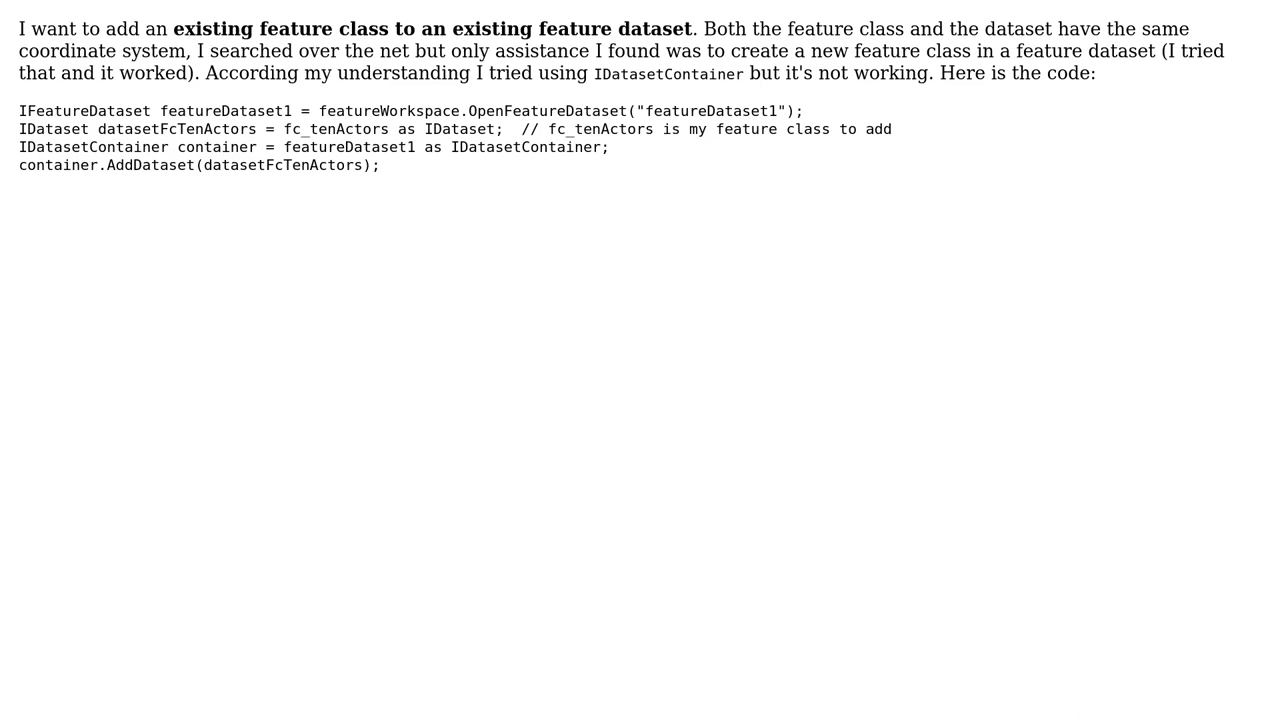 I want to add an existing feature class to an existing feature dataset. Both the feature class and the dataset have the same
coordinate system, I searched over the net but only assistance I found was to create a new feature class in a feature dataset (I tried
that and it worked). According my understanding I tried using IDatasetContainer but it's not working. Here is the code:
IFeatureDataset featureDataset1 = featureWorkspace.OpenFeatureDataset("featureDataset1");
IDataset datasetFcTenActors = fc_tenActors as IDataset;  // fc_tenActors is my feature class to add
IDatasetContainer container = featureDataset1 as IDatasetContainer;
container.AddDataset(datasetFcTenActors);